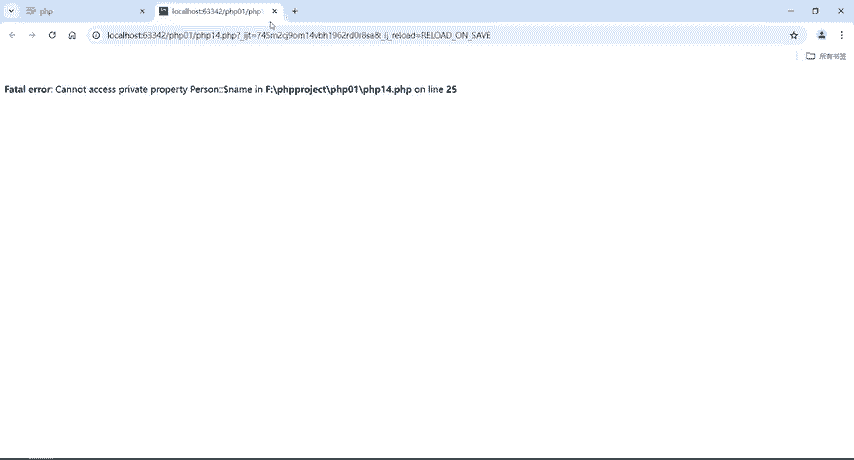 php
localhost:63342/php01/php
localhost:63342/php01/php14.php?_ijt=745m2cj9om14vbh1962rd0r8sa&_ij_reload=RELOAD_ON_SAVE
所有书签
Fatal error: Cannot access private property Person::$name in F:\phpproject\php01\php14.php on line 25